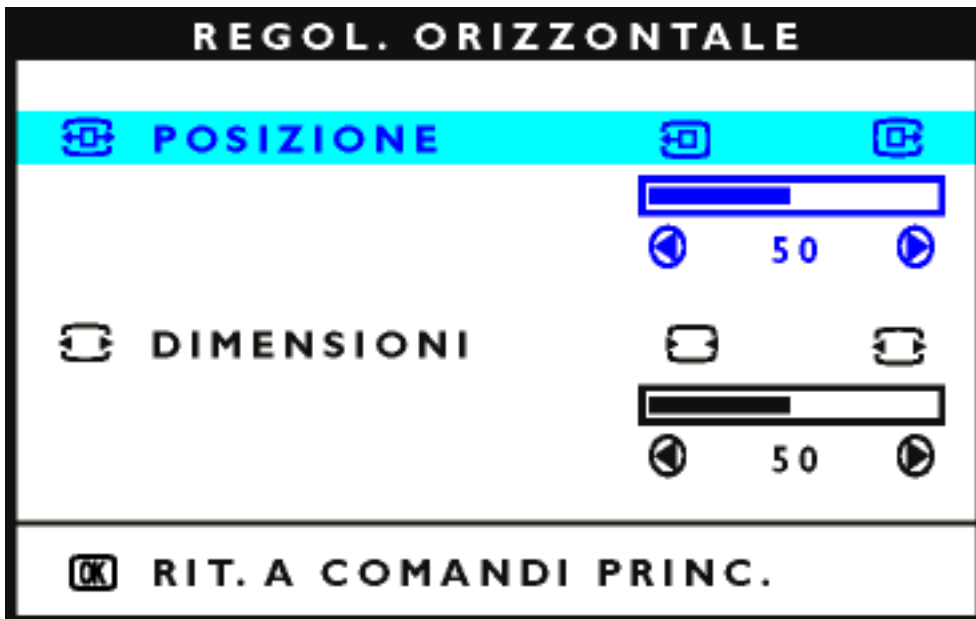 REGOL. ORIZZONTALE
POSIZIONE
50
DIMENSIONI
50
OK RIT. A COMANDI PRINC.